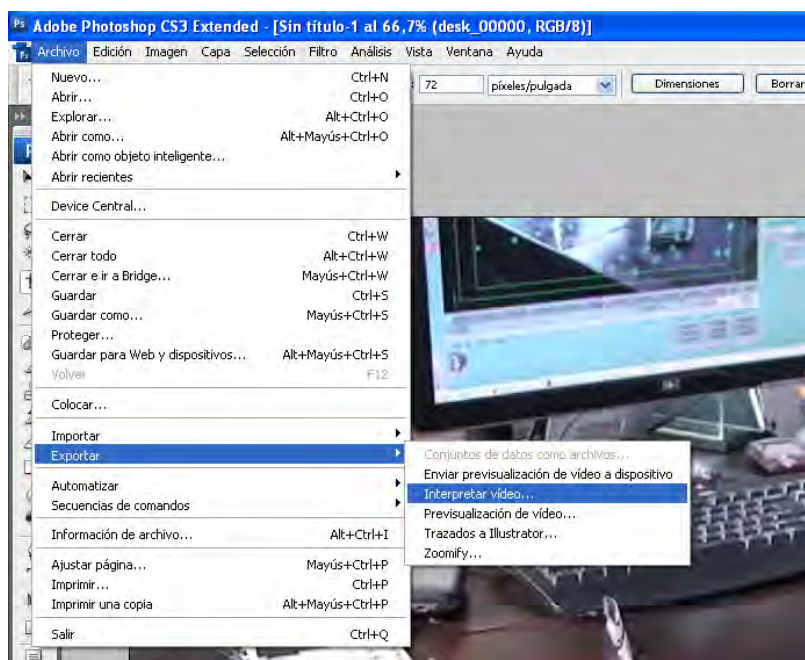 Ps Adobe Photoshop CS3 Extended - [Sin título-1 al 66,7% (desk_00000, RGB/8)]
Archivo Edición Imagen Capa Selección Filtro Análisis Vista Ventana Ayuda
72 píxeles/pulgada Dimensiones Borrar
Nuevo... Ctrl+N
Abrir... Ctrl+O
Explorar... Alt+Ctrl+O
Abrir como... Alt+Mayús+Ctrl+O
Abrir como objeto inteligente...
Abrir recientes
Device Central...
Cerrar Ctrl+W
Cerrar todo Alt+Ctrl+W
Cerrar e ir a Bridge... Mayús+Ctrl+W
Guardar Ctrl+S
Guardar como... Mayús+Ctrl+S
Proteger...
Guardar para Web y dispositivos... Alt+Mayús+Ctrl+S
Volver F12
Colocar...
Importar
Exportar
Conjuntos de datos como archivos...
Enviar previsualización de vídeo a dispositivo
Interpretar vídeo...
Previsualización de vídeo...
Trazados a Illustrator...
Zoomify...
Automatizar
Secuencias de comandos
Información de archivo... Alt+Ctrl+I
Ajustar página... Mayús+Ctrl+P
Imprimir... Ctrl+P
Imprimir una copia Alt+Mayús+Ctrl+P
Salir Ctrl+Q